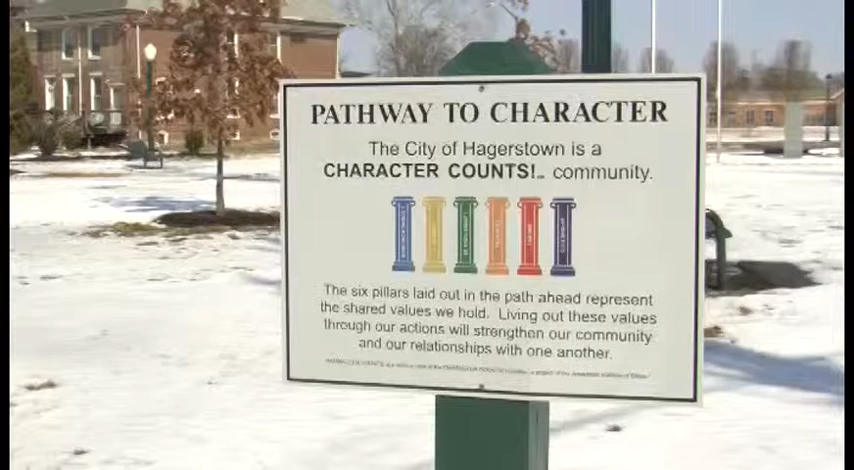 PATHWAY TO CHARACTER
The City of Hagerstown is a
CHARACTER COUNTS! community.
The six pillars laid out in the path ahead represent
the shared values we hold. Living out these values
through our actions will strengthen our community
and our relationships with one another.